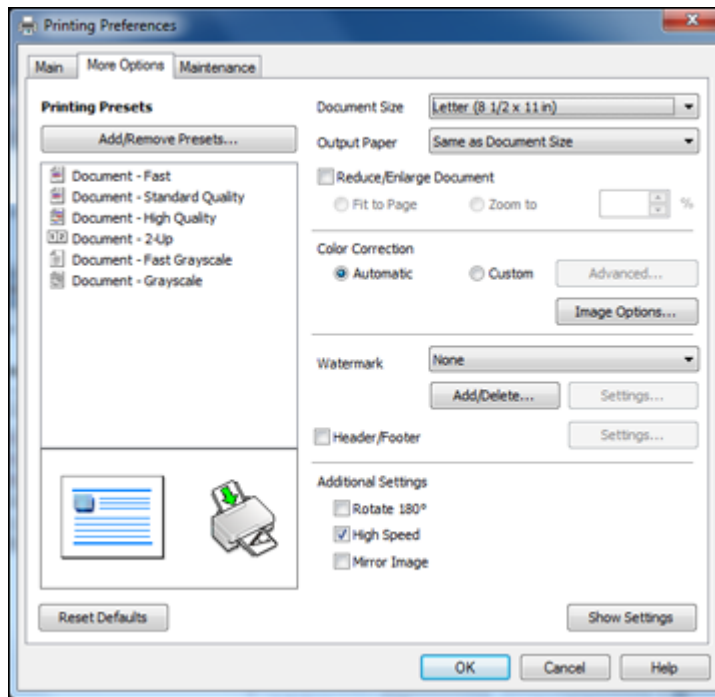 Printing Preferences
Main More Options Maintenance
Printing Presets
Add/Remove Presets...
Document - Fast
Document - Standard Quality
Document - High Quality
Document - 2-Up
Document - Fast Grayscale
Document - Grayscale
Document Size Letter (8 1/2 x 11 in)
Output Paper Same as Document Size
Reduce/Enlarge Document
Fit to Page Zoom to %
Color Correction
Automatic Custom Advanced...
Image Options...
Watermark None
Add/Delete... Settings...
Header/Footer Settings...
Additional Settings
Rotate 180°
High Speed
Mirror Image
Reset Defaults Show Settings
OK Cancel Help